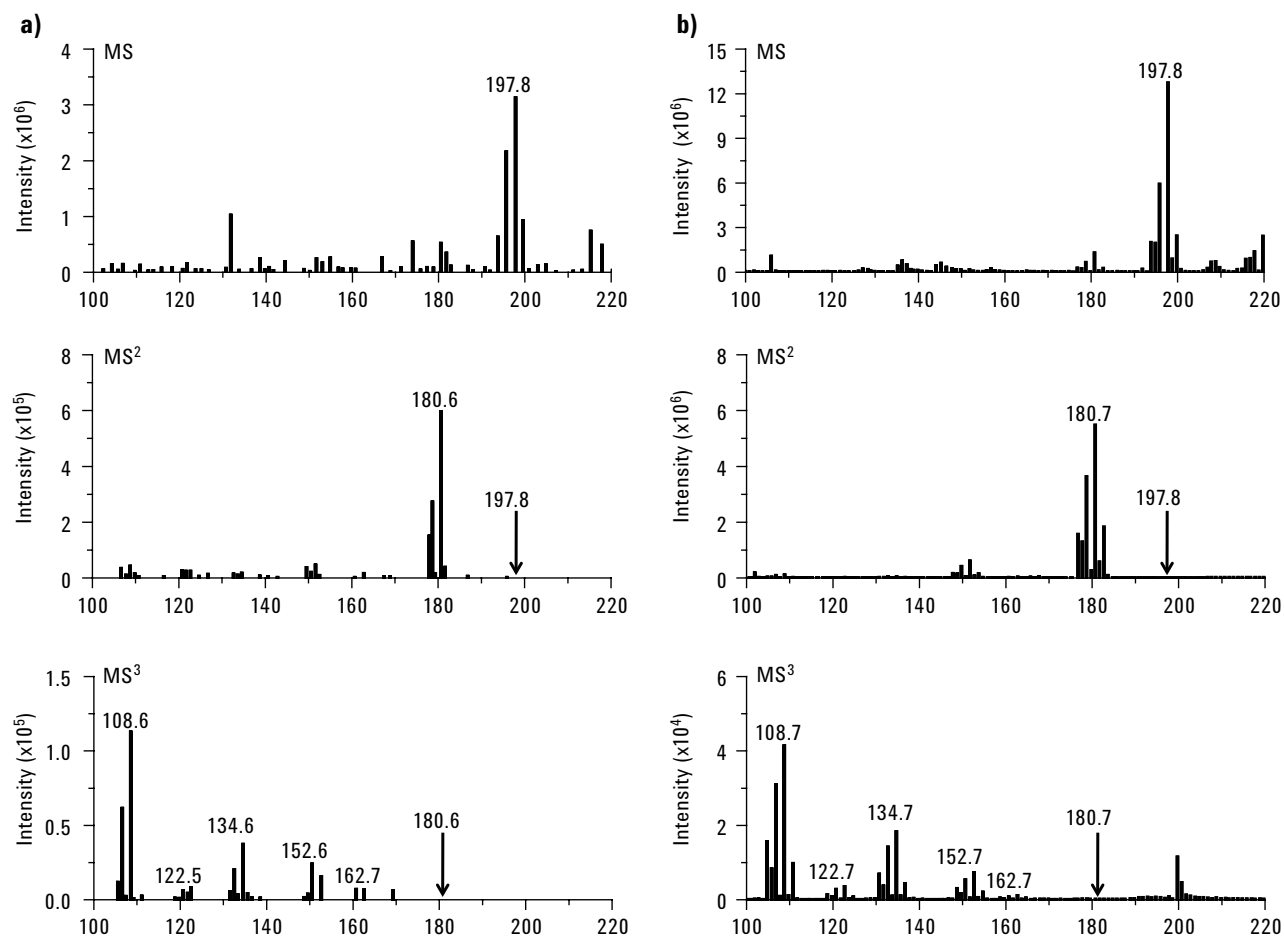 a)
MS
Intensity (x10⁶)
4
3
2
1
0
197.8
100 120 140 160 180 200 220
MS²
Intensity (x10⁵)
8
6
4
2
0
180.6
197.8
100 120 140 160 180 200 220
MS³
Intensity (x10⁵)
1.5
1.0
0.5
0.0
108.6
122.5
134.6
152.6
162.7
180.6
100 120 140 160 180 200 220
b)
MS
Intensity (x10⁶)
15
12
9
6
3
0
197.8
100 120 140 160 180 200 220
MS²
Intensity (x10⁶)
8
6
4
2
0
180.7
197.8
100 120 140 160 180 200 220
MS³
Intensity (x10⁴)
6
4
2
0
108.7
122.7
134.7
152.7
162.7
180.7
100 120 140 160 180 200 220